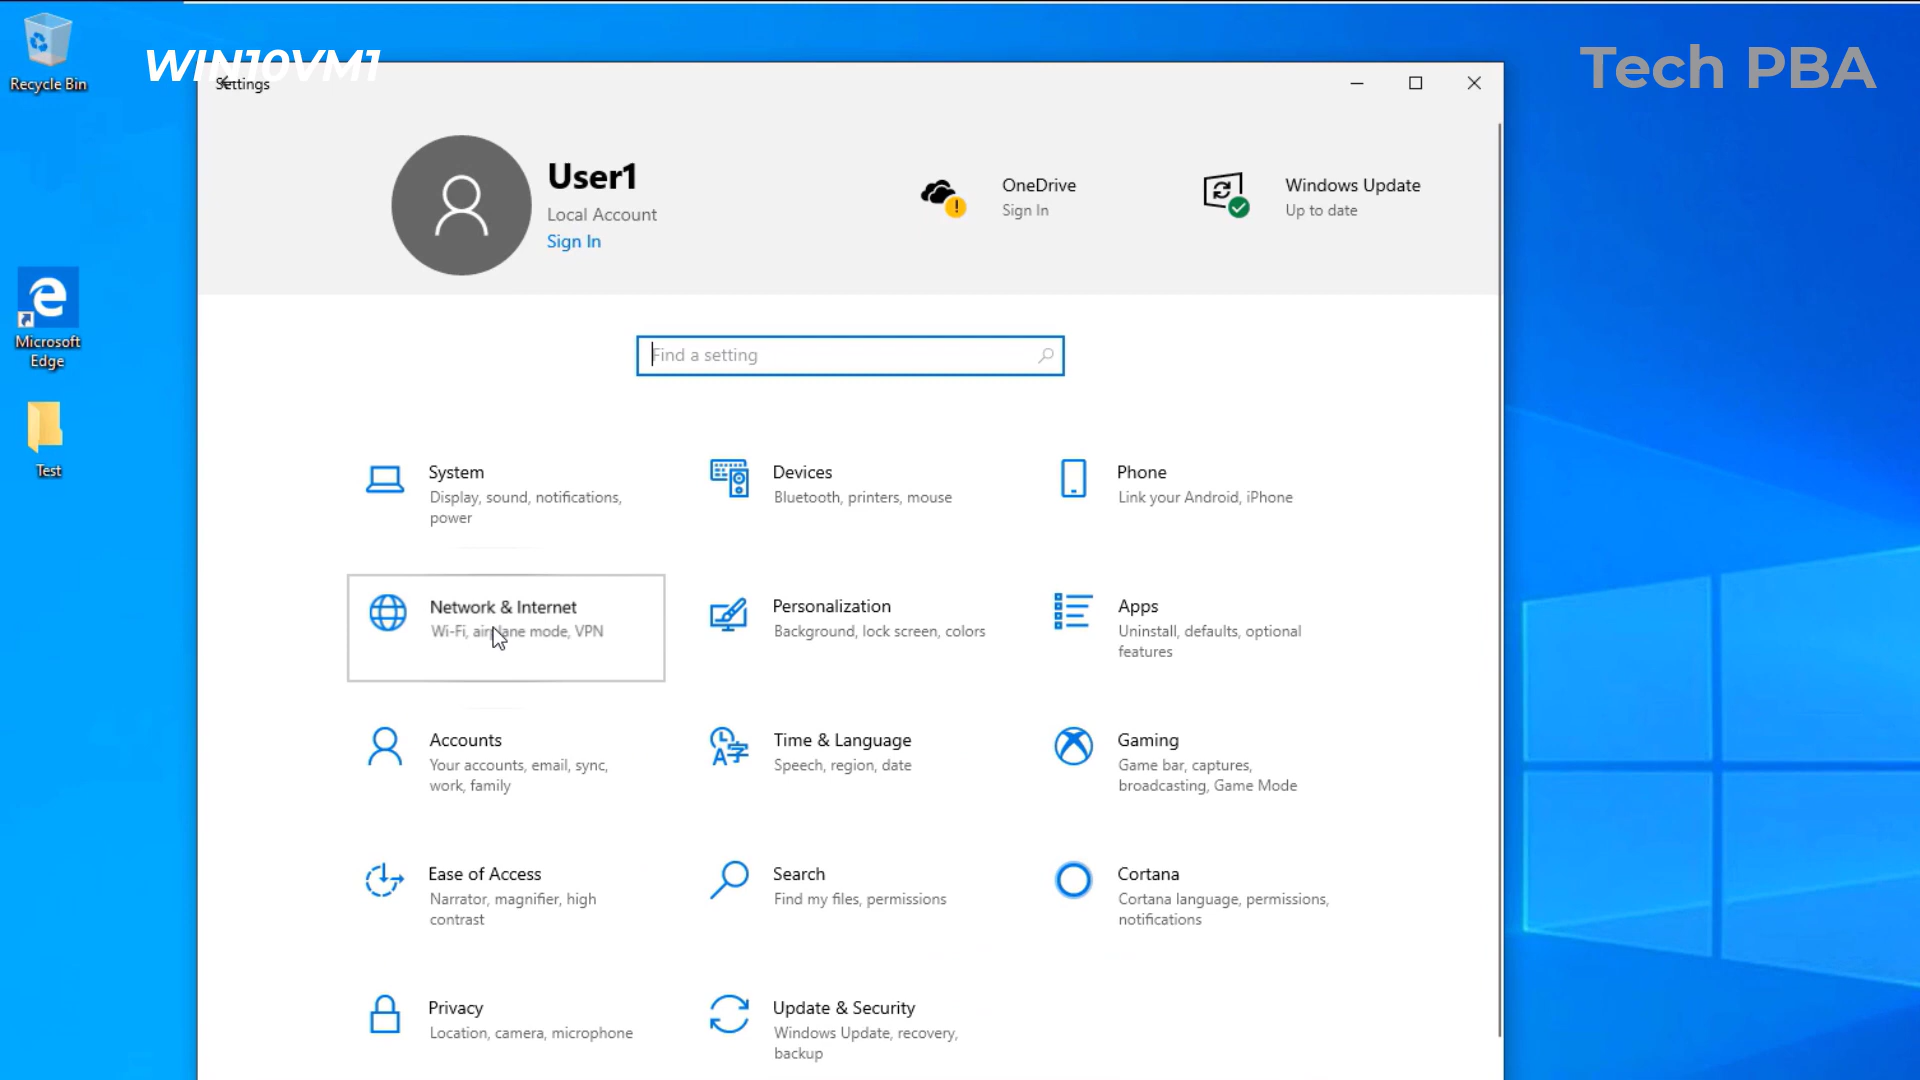 WIN10VM1
Tech PBA
Recycle Bin
Settings
User1
Local Account
Sign In
OneDrive
Sign In
Windows Update
Up to date
Microsoft
Edge
Find a setting
Test
System
Display, sound, notifications,
power
Devices
Bluetooth, printers, mouse
Phone
Link your Android, iPhone
Network & Internet
Wi-Fi, airplane mode, VPN
Personalization
Background, lock screen, colors
Apps
Uninstall, defaults, optional
features
Accounts
Your accounts, email, sync,
work, family
Time & Language
Speech, region, date
Gaming
Game bar, captures,
broadcasting, Game Mode
Ease of Access
Narrator, magnifier, high
contrast
Search
Find my files, permissions
Cortana
Cortana language, permissions,
notifications
Privacy
Location, camera, microphone
Update & Security
Windows Update, recovery,
backup